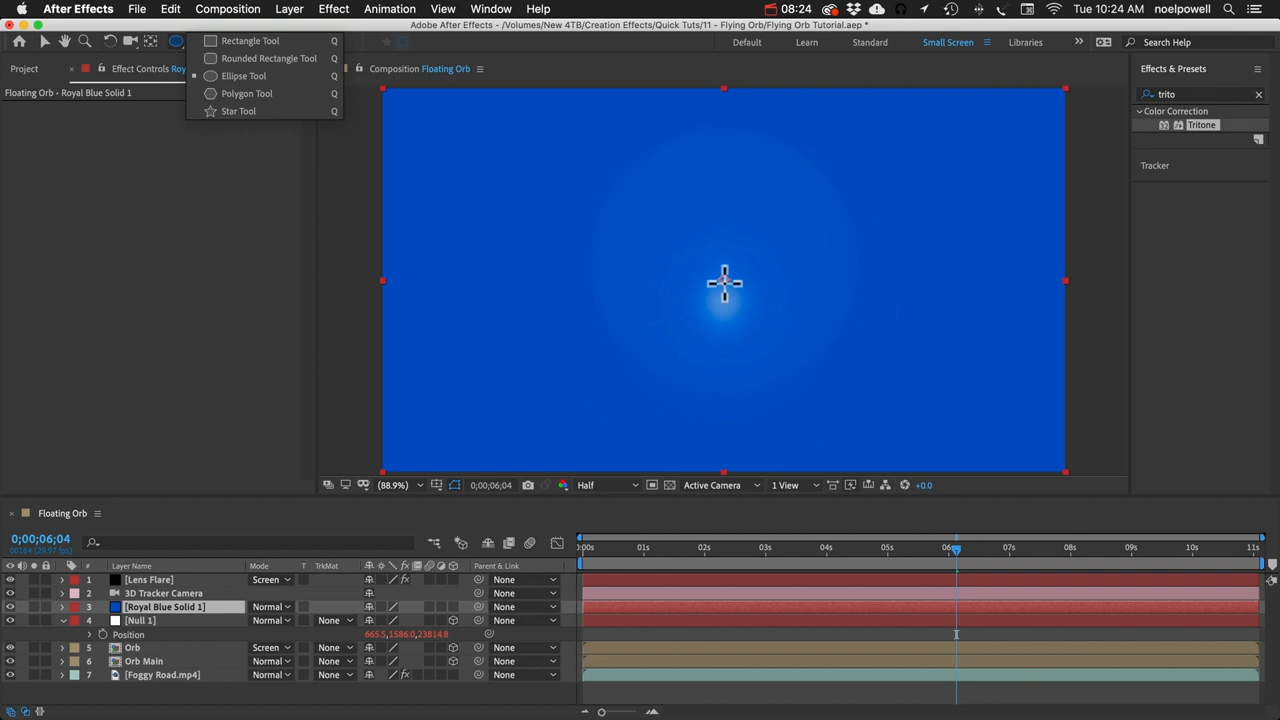 After Effects File Edit Composition Layer Effect Animation View Window Help 08:24 Tue 10:24 AM noelpowell
Adobe After Effects - /Volumes/New 4TB/Creation Effects/Quick Tuts/11 - Flying Orb/Flying Orb Tutorial.aep *
Default Learn Standard Small Screen Libraries Search Help
Rectangle Tool Q
Rounded Rectangle Tool Q
Ellipse Tool Q
Polygon Tool Q
Star Tool Q
Project Effect Controls Roy Composition Floating Orb Effects & Presets
Floating Orb • Royal Blue Solid 1
trito
Color Correction
Tritone
Tracker
(88.9%) 0;00;06;04 Half Active Camera 1 View +0.0
Floating Orb
0;00;06;04
00184 (29.97 fps)
:00s 01s 02s 03s 04s 05s 06s 07s 08s 09s 10s 11s
# Layer Name Mode T TrkMat Parent & Link
1 [Lens Flare] Screen None
2 3D Tracker Camera None
3 [Royal Blue Solid 1] Normal None
4 [Null 1] Normal None None
Position 665.5,1586.0,23814.8
5 Orb Screen None None
6 Orb Main Normal None None
7 [Foggy Road.mp4] Normal None None